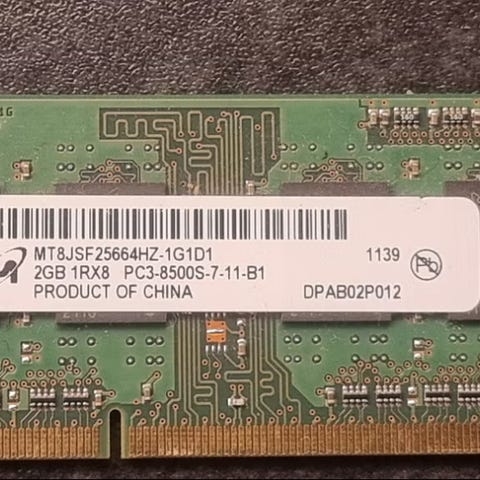 MT8JSF25664HZ-1G1D1 1139
2GB 1RX8 PC3-8500S-7-11-B1
PRODUCT OF CHINA DPAB02P012